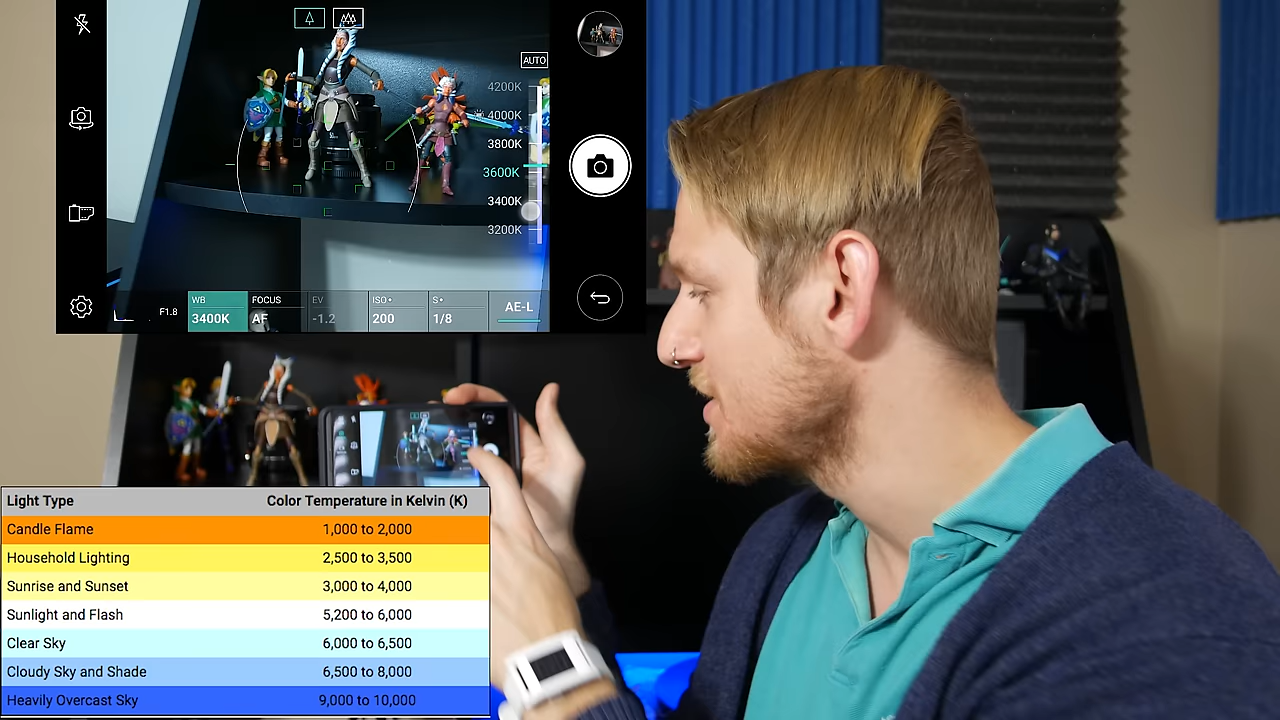 AUTO
4200K
4000K
3800K
3600K
3400K
3200K
F1.8
WB FOCUS EV ISO S
3400K AF -1.2 200 1/8 AE-L
Light Type Color Temperature in Kelvin (K)
Candle Flame 1,000 to 2,000
Household Lighting 2,500 to 3,500
Sunrise and Sunset 3,000 to 4,000
Sunlight and Flash 5,200 to 6,000
Clear Sky 6,000 to 6,500
Cloudy Sky and Shade 6,500 to 8,000
Heavily Overcast Sky 9,000 to 10,000